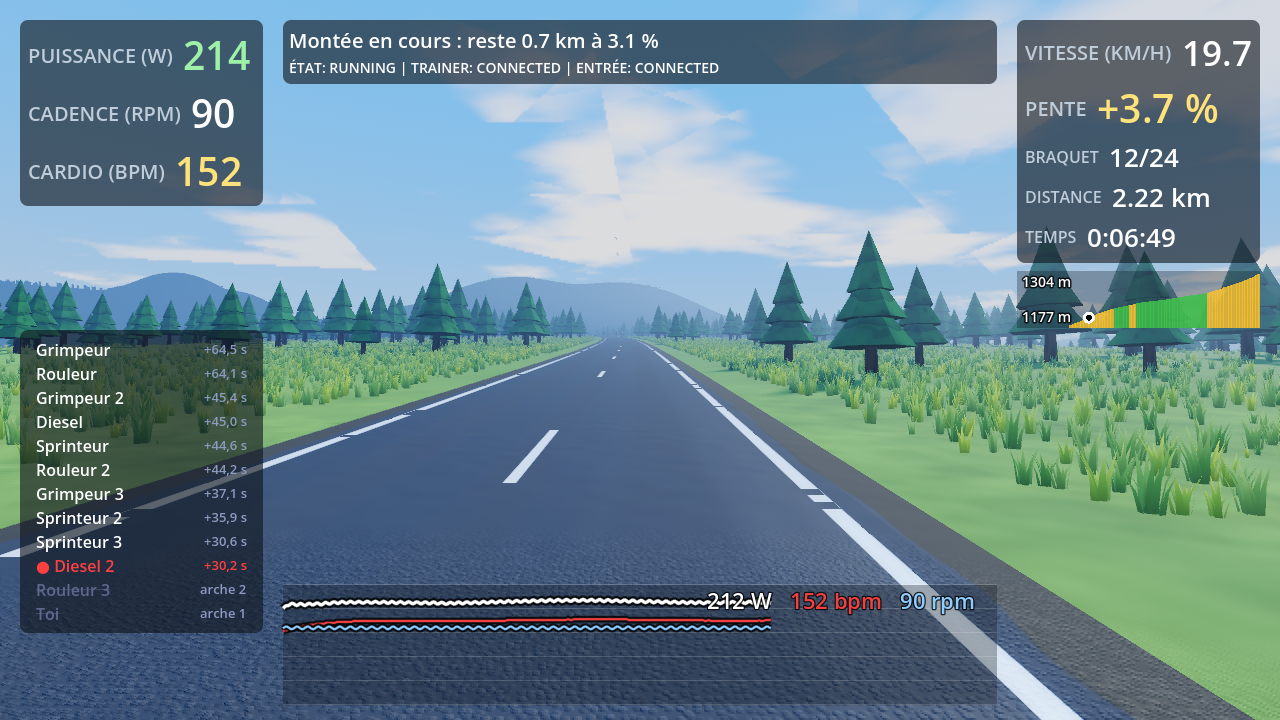 PUISSANCE (W) 214
CADENCE (RPM) 90
CARDIO (BPM) 152
Montée en cours : reste 0.7 km à 3.1 %
ÉTAT: RUNNING | TRAINER: CONNECTED | ENTRÉE: CONNECTED
VITESSE (KM/H) 19.7
PENTE +3.7 %
BRAQUET 12/24
DISTANCE 2.22 km
TEMPS 0:06:49
1304 m
1177 m
Grimpeur +64,5 s
Rouleur +64,1 s
Grimpeur 2 +45,4 s
Diesel +45,0 s
Sprinteur +44,6 s
Rouleur 2 +44,2 s
Grimpeur 3 +37,1 s
Sprinteur 2 +35,9 s
Sprinteur 3 +30,6 s
Diesel 2 +30,2 s
Rouleur 3 arche 2
Toi arche 1
212 W 152 bpm 90 rpm